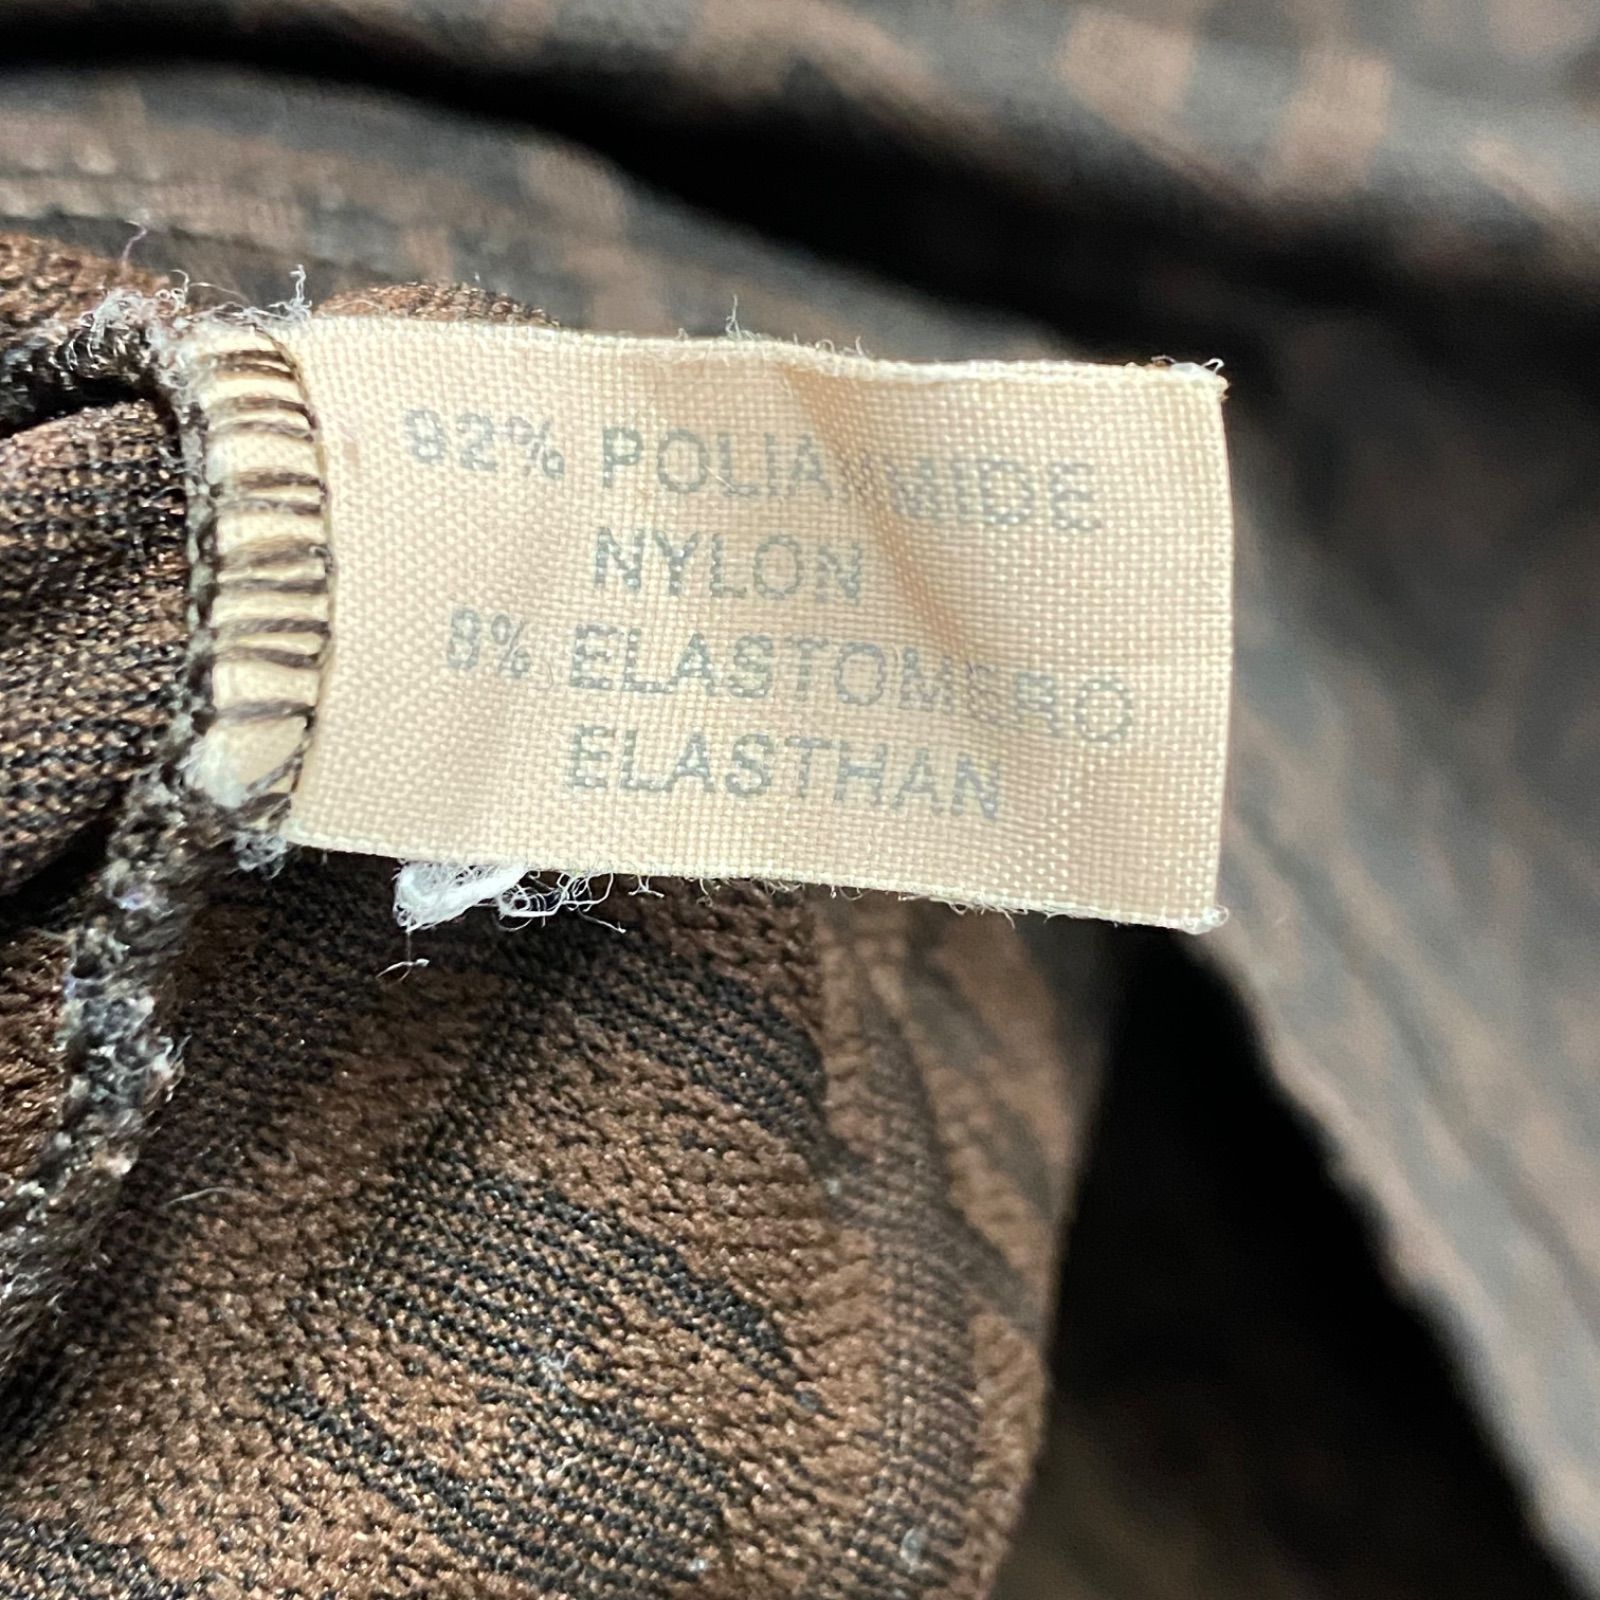 92% POLIAMMIDE
NYLON
8% ELASTOMERO
ELASTHAN